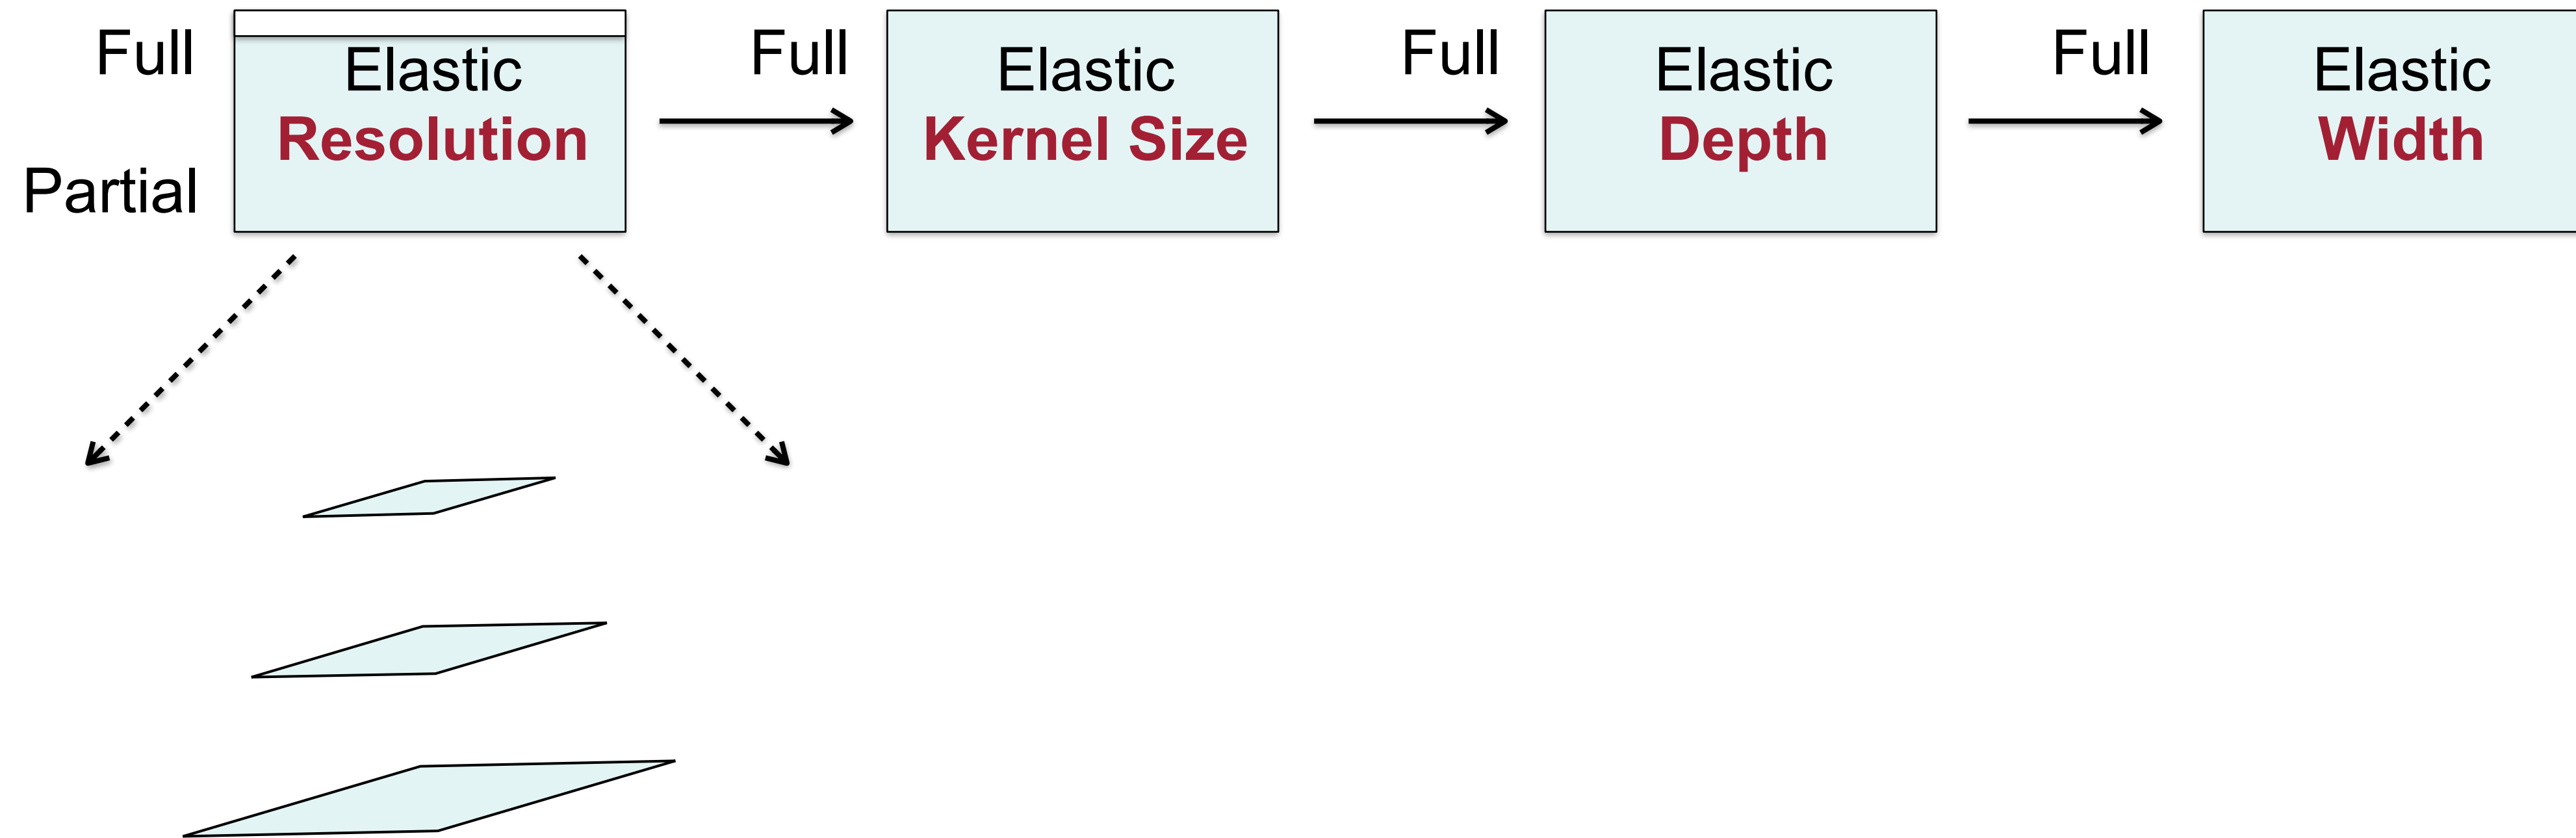 Full
Partial
Elastic
Resolution
Full
Elastic
Kernel Size
Full
Elastic
Depth
Full
Elastic
Width